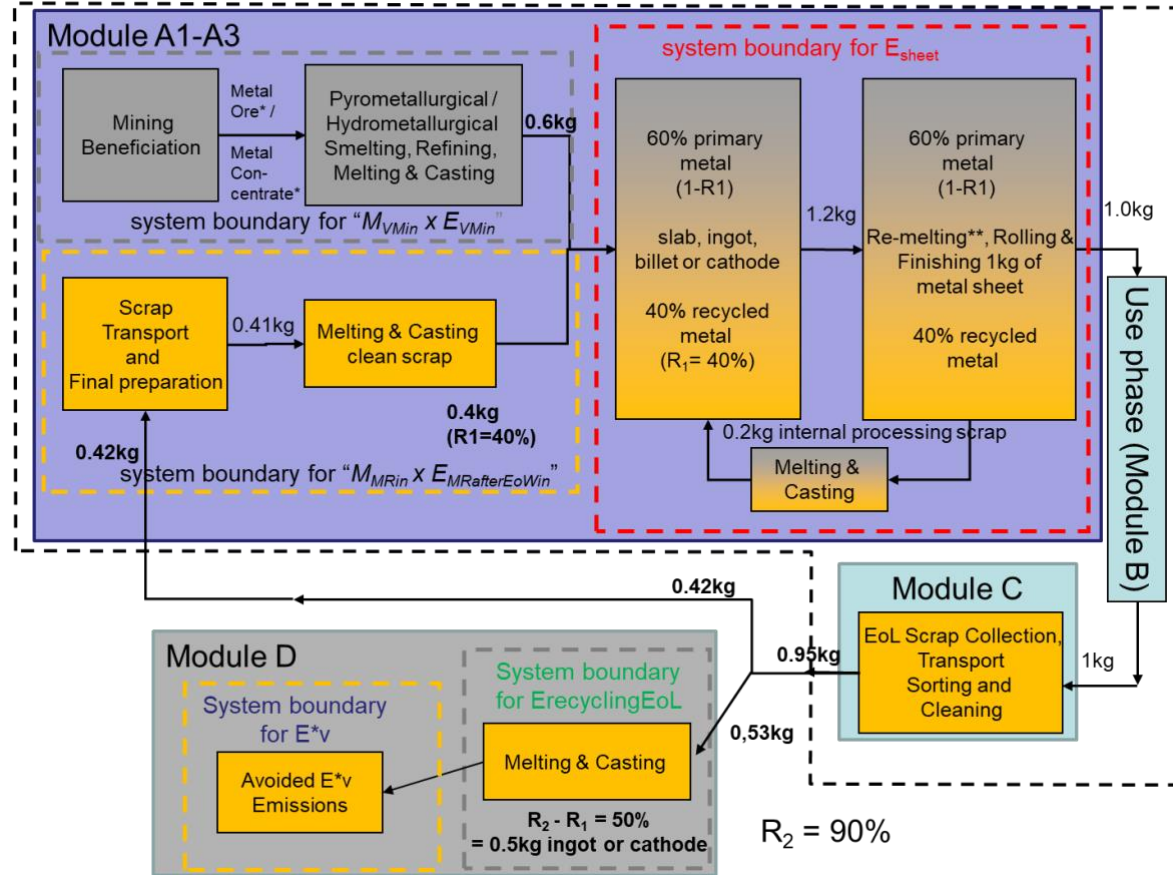 Module A1-A3
Mining
Beneficiation
Metal
Ore* /
Metal
Con-
centrate*
Pyrometallurgical /
Hydrometallurgical
Smelting, Refining,
Melting & Casting
0.6kg
system boundary for “M_VMin x E_VMin”
Scrap
Transport
and
Final preparation
0.41kg
Melting & Casting
clean scrap
0.4kg
(R1=40%)
0.42kg
system boundary for “M_MRin x E_MRafterEoWin”
system boundary for E_sheet
60% primary
metal
(1-R1)
slab, ingot,
billet or cathode
40% recycled
metal
(R₁= 40%)
1.2kg
60% primary
metal
(1-R1)
Re-melting**, Rolling &
Finishing 1kg of
metal sheet
40% recycled
metal
0.2kg internal processing scrap
Melting &
Casting
1.0kg
Use phase (Module B)
1kg
Module C
EoL Scrap Collection,
Transport
Sorting and
Cleaning
0.95kg
0.42kg
0,53kg
Module D
System boundary
for E*v
Avoided E*v
Emissions
System boundary
for ErecyclingEoL
Melting & Casting
R₂ - R₁ = 50%
= 0.5kg ingot or cathode
R₂ = 90%